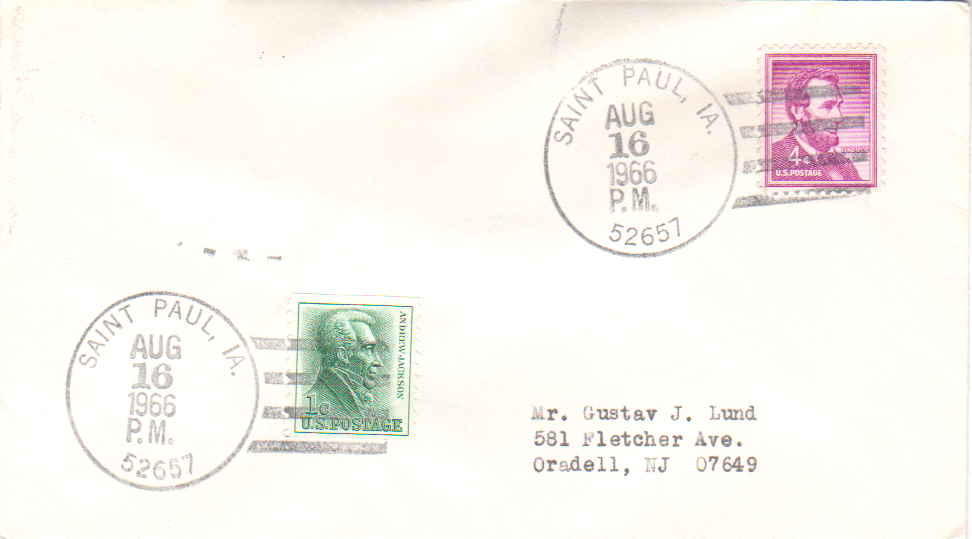 SAINT PAUL, IA.
AUG
16
1966
P.M.
52657
4¢
U.S. POSTAGE
SAINT PAUL, IA.
AUG
16
1966
P.M.
52657
ANDREW JACKSON
1¢
U.S. POSTAGE
Mr. Gustav J. Lund
581 Fletcher Ave.
Oradell, NJ 07649